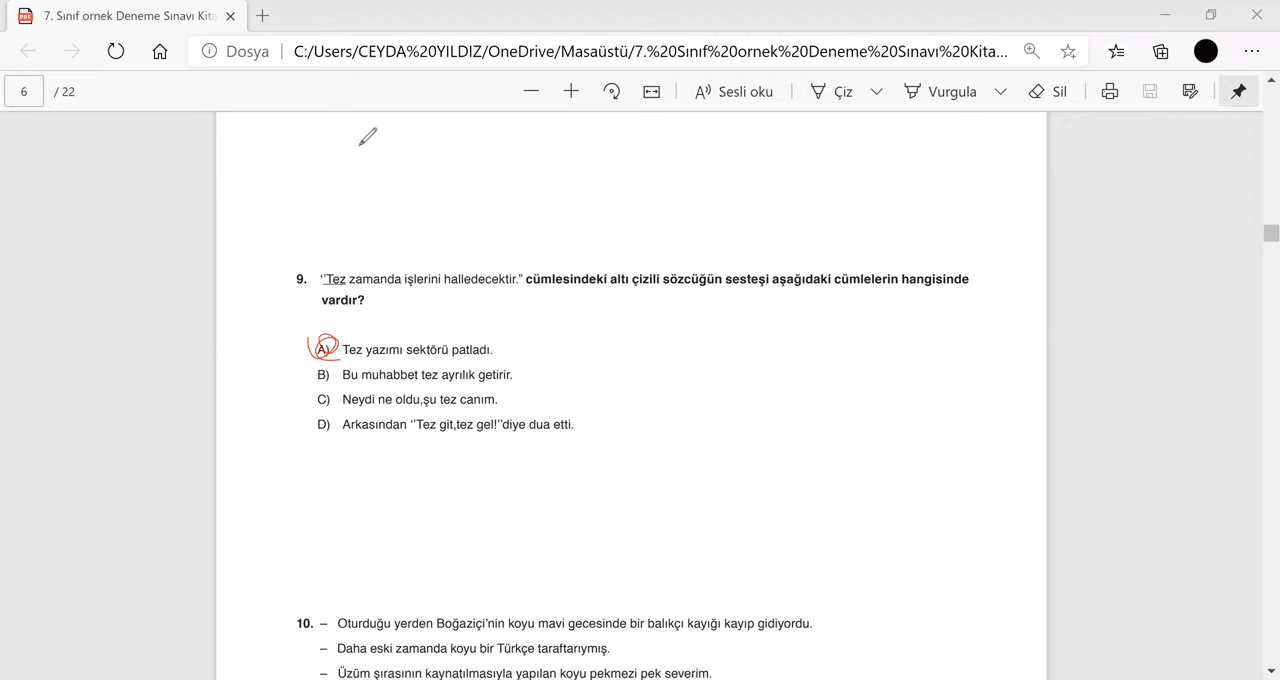 7. Sınıf ornek Deneme Sınavı Kita
Dosya C:/Users/CEYDA%20YILDIZ/OneDrive/Masaüstü/7.%20Sınıf%20ornek%20Deneme%20Sınavı%20Kita...
6 / 22 Sesli oku Çiz Vurgula Sil
9. ‘’Tez zamanda işlerini halledecektir.” cümlesindeki altı çizili sözcüğün sesteşi aşağıdaki cümlelerin hangisinde
vardır?
A) Tez yazımı sektörü patladı.
B) Bu muhabbet tez ayrılık getirir.
C) Neydi ne oldu,şu tez canım.
D) Arkasından ‘’Tez git,tez gel!’’diye dua etti.
10. – Oturduğu yerden Boğaziçi’nin koyu mavi gecesinde bir balıkçı kayığı kayıp gidiyordu.
– Daha eski zamanda koyu bir Türkçe taraftarıymış.
– Üzüm şırasının kaynatılmasıyla yapılan koyu pekmezi pek severim.